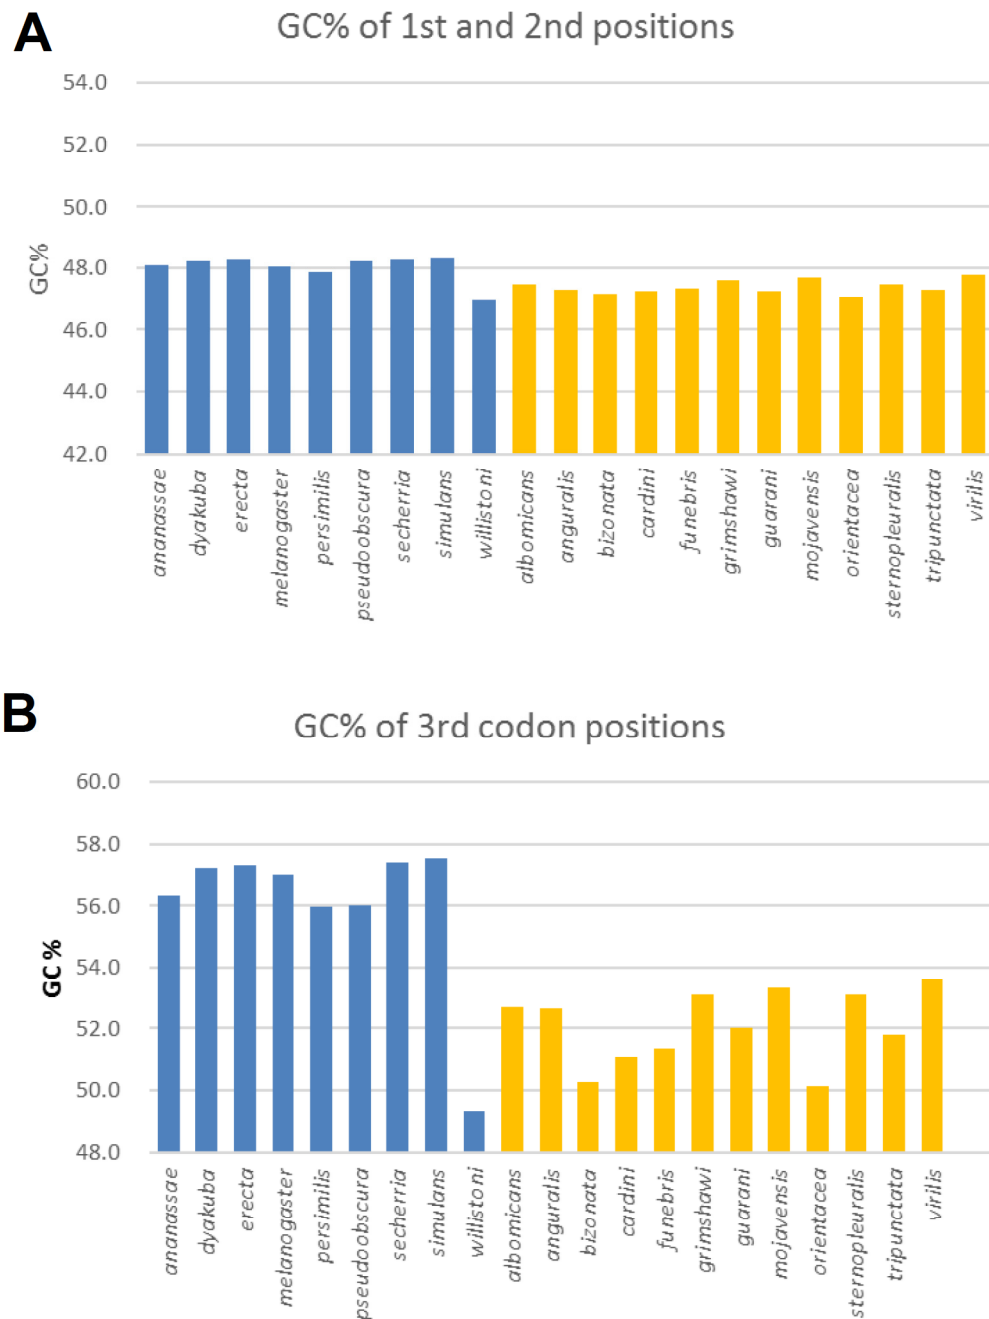 A
GC% of 1st and 2nd positions
54.0
52.0
50.0
48.0
46.0
44.0
42.0
GC%
ananassae
dyakuba
erecta
melanogaster
persimilis
pseudoobscura
secherria
simulans
willistoni
albomicans
anguralis
bizonata
cardini
funebris
grimshawi
guarani
mojavensis
orientacea
sternopleuralis
tripunctata
virilis
B
GC% of 3rd codon positions
60.0
58.0
56.0
54.0
52.0
50.0
48.0
GC %
ananassae
dyakuba
erecta
melanogaster
persimilis
pseudoobscura
secherria
simulans
willistoni
albomicans
anguralis
bizonata
cardini
funebris
grimshawi
guarani
mojavensis
orientacea
sternopleuralis
tripunctata
virilis